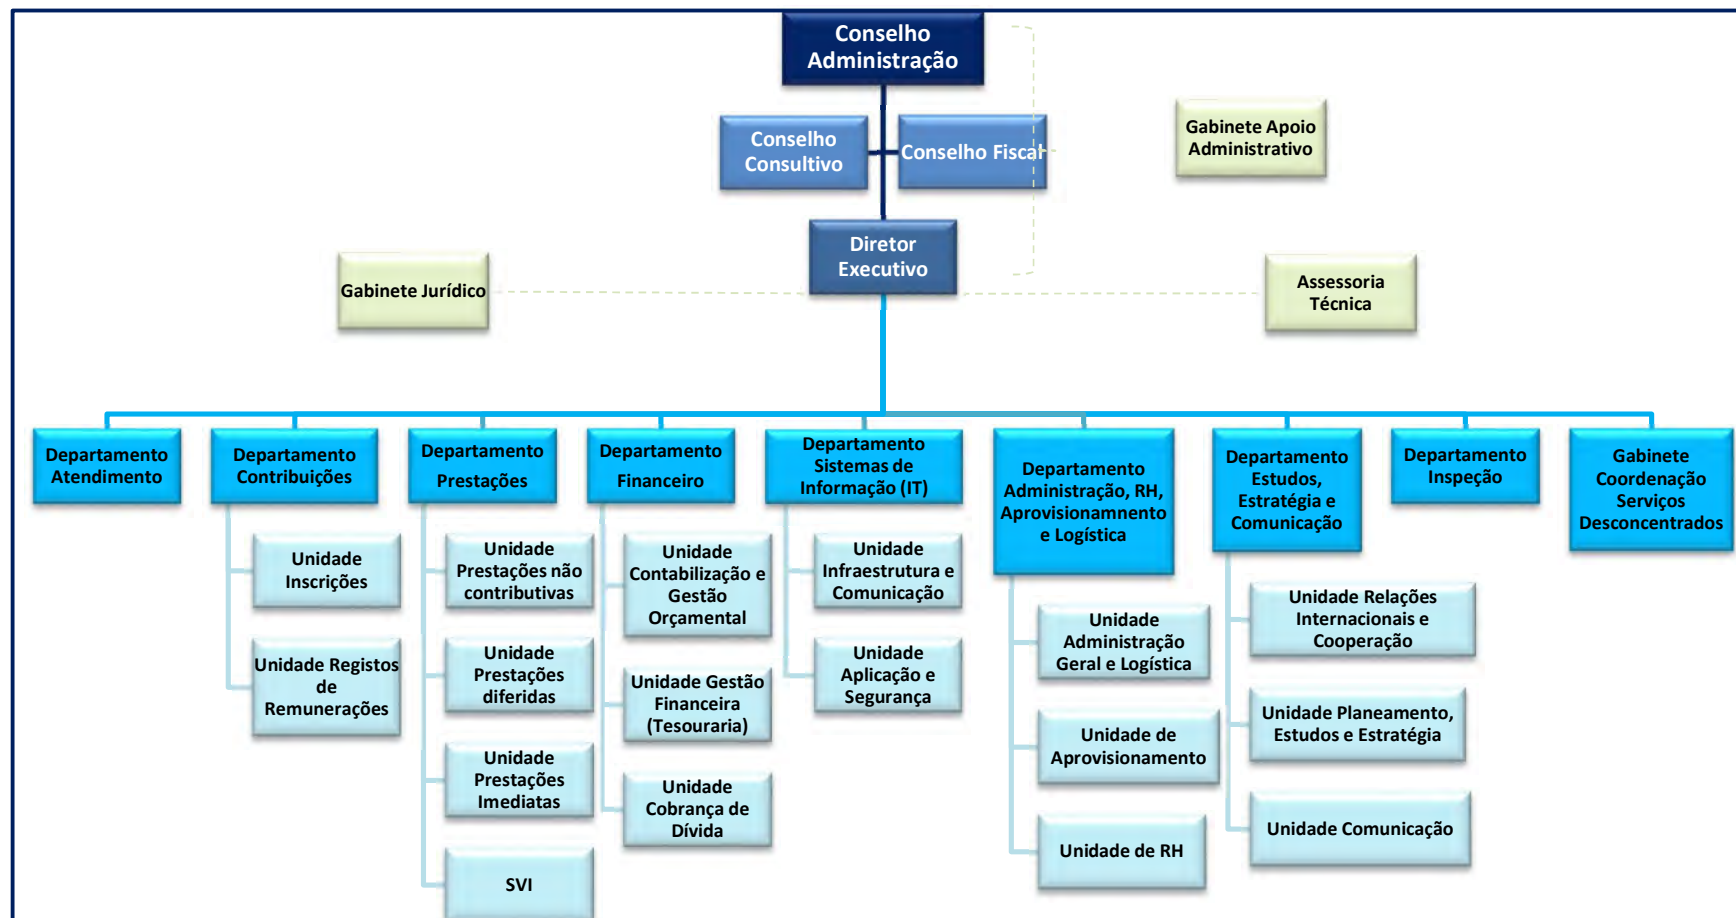 Conselho
Administração
Conselho
Consultivo
Conselho Fiscal
Gabinete Apoio
Administrativo
Diretor
Executivo
Gabinete Jurídico
Assessoria
Técnica
Departamento
Atendimento
Departamento
Contribuições
Departamento
Prestações
Departamento
Financeiro
Departamento
Sistemas de
Informação (IT)
Departamento
Administração, RH,
Aprovisionamnento
e Logística
Departamento
Estudos,
Estratégia e
Comunicação
Departamento
Inspeção
Gabinete
Coordenação
Serviços
Desconcentrados
Unidade
Inscrições
Unidade Registos
de
Remunerações
Unidade
Prestações não
contributivas
Unidade
Prestações
diferidas
Unidade
Prestações
Imediatas
SVI
Unidade
Contabilização e
Gestão
Orçamental
Unidade Gestão
Financeira
(Tesouraria)
Unidade
Cobrança de
Dívida
Unidade
Infraestrutura e
Comunicação
Unidade
Aplicação e
Segurança
Unidade
Administração
Geral e Logística
Unidade de
Aprovisionamento
Unidade de RH
Unidade Relações
Internacionais e
Cooperação
Unidade Planeamento,
Estudos e Estratégia
Unidade Comunicação